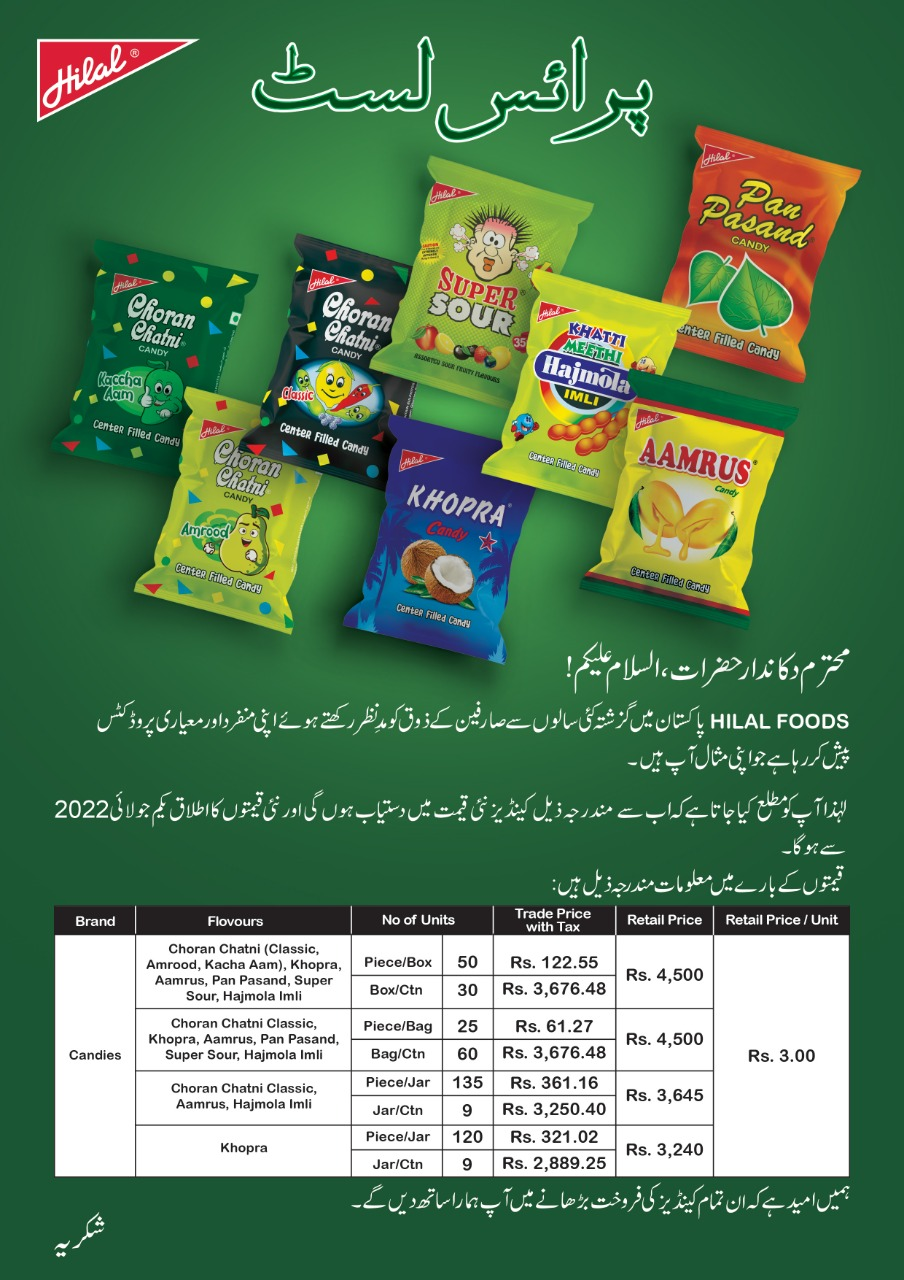 Hilal®
پرائس لسٹ
Hilal
Pan
Pasand
CANDY
Center Filled Candy
Hilal
SUPER
SOUR
35
ASSORTED SOUR FRUITY FLAVOURS
Hilal
Choran
Chatni
CANDY
Kaccha
Aam
Center Filled Candy
Hilal
Choran
Chatni
CANDY
Classic
Center Filled Candy
Hilal
KHATTI
MEETHI
Hajmola
IMLI
Center Filled Candy
Hilal
Choran
Chatni
CANDY
Amrood
Center Filled Candy
Hilal
KHOPRA®
Candy
Center Filled Candy
Hilal
AAMRUS®
Candy
Center Filled Candy
محترم دکاندار حضرات، السلام علیکم!
HILAL FOODS پاکستان میں گزشتہ کئی سالوں سے صارفین کے ذوق کو مدِنظر رکھتے ہوئے اپنی منفرد اور معیاری پروڈکٹس
پیش کر رہا ہے جو اپنی مثال آپ ہیں۔
لہٰذا آپ کو مطلع کیا جاتا ہے کہ اب سے مندرجہ ذیل کینڈیز نئی قیمت میں دستیاب ہوں گی اور نئی قیمتوں کا اطلاق یکم جولائی 2022
سے ہوگا۔
قیمتوں کے بارے میں معلومات مندرجہ ذیل ہیں:
Brand Flovours No of Units Trade Price with Tax Retail Price Retail Price / Unit
Choran Chatni (Classic,
Amrood, Kacha Aam), Khopra,
Aamrus, Pan Pasand, Super
Sour, Hajmola Imli
Piece/Box 50 Rs. 122.55
Box/Ctn 30 Rs. 3,676.48
Rs. 4,500
Choran Chatni Classic,
Khopra, Aamrus, Pan Pasand,
Super Sour, Hajmola Imli
Piece/Bag 25 Rs. 61.27
Bag/Ctn 60 Rs. 3,676.48
Rs. 4,500
Candies
Rs. 3.00
Choran Chatni Classic,
Aamrus, Hajmola Imli
Piece/Jar 135 Rs. 361.16
Jar/Ctn 9 Rs. 3,250.40
Rs. 3,645
Khopra
Piece/Jar 120 Rs. 321.02
Jar/Ctn 9 Rs. 2,889.25
Rs. 3,240
ہمیں امید ہے کہ ان تمام کینڈیز کی فروخت بڑھانے میں آپ ہمارا ساتھ دیں گے۔
شکریہ